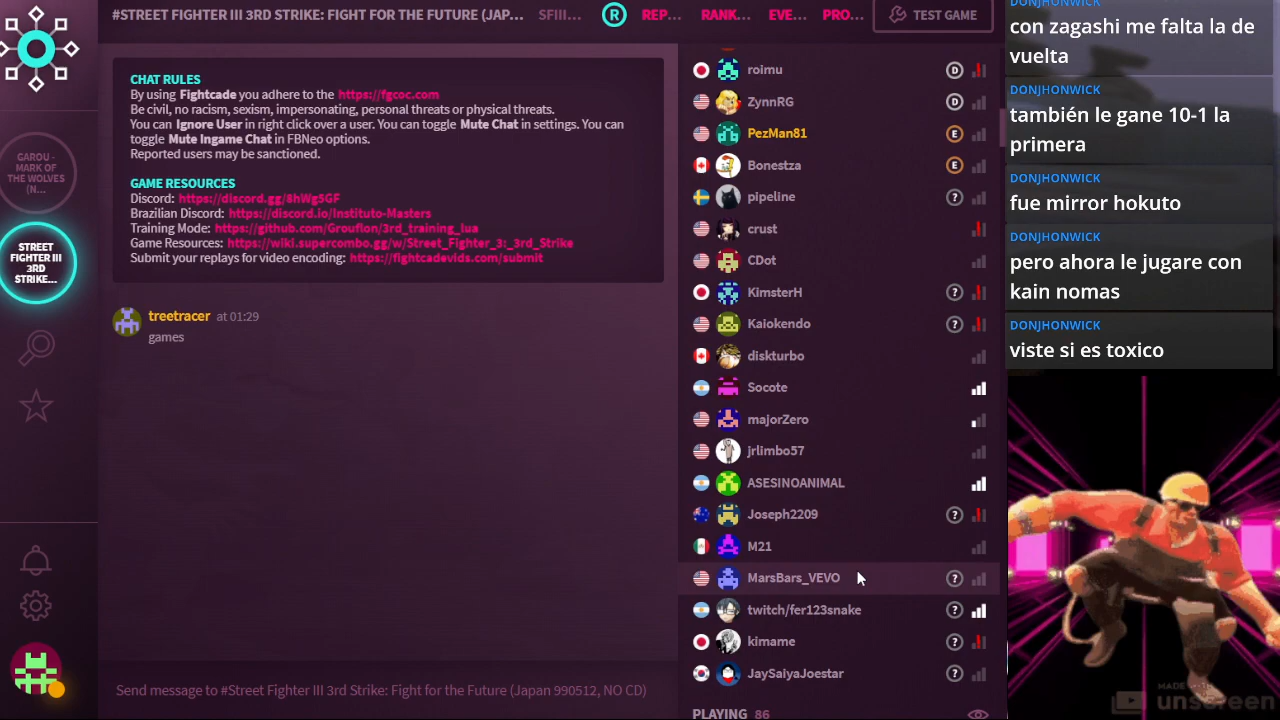 #STREET FIGHTER III 3RD STRIKE: FIGHT FOR THE FUTURE (JAP...
SFIII...
R
REP...
RANK...
EVE...
PRO...
TEST GAME
GAROU -
MARK OF
THE WOLVES
(N...
STREET
FIGHTER III
3RD
STRIKE...
CHAT RULES
By using Fightcade you adhere to the https://fgcoc.com
Be civil, no racism, sexism, impersonating, personal threats or physical threats.
You can Ignore User in right click over a user. You can toggle Mute Chat in settings. You can
toggle Mute Ingame Chat in FBNeo options.
Reported users may be sanctioned.
GAME RESOURCES
Discord: https://discord.gg/8hWg5GF
Brazilian Discord: https://discord.io/Instituto-Masters
Training Mode: https://github.com/Grouflon/3rd_training_lua
Game Resources: https://wiki.supercombo.gg/w/Street_Fighter_3:_3rd_Strike
Submit your replays for video encoding: https://fightcadevids.com/submit
treetracer at 01:29
games
Send message to #Street Fighter III 3rd Strike: Fight for the Future (Japan 990512, NO CD)
roimu D
ZynnRG D
PezMan81 E
Bonestza E
pipeline ?
crust
CDot
KimsterH ?
Kaiokendo ?
diskturbo
Socote
majorZero
jrlimbo57
ASESINOANIMAL
Joseph2209 ?
M21
MarsBars_VEVO ?
twitch/fer123snake ?
kimame ?
JaySaiyaJoestar ?
PLAYING 86
DONJHONWICK
con zagashi me falta la de
vuelta
DONJHONWICK
también le gane 10-1 la
primera
DONJHONWICK
fue mirror hokuto
DONJHONWICK
pero ahora le jugare con
kain nomas
DONJHONWICK
viste si es toxico
MADE WITH
unscreen